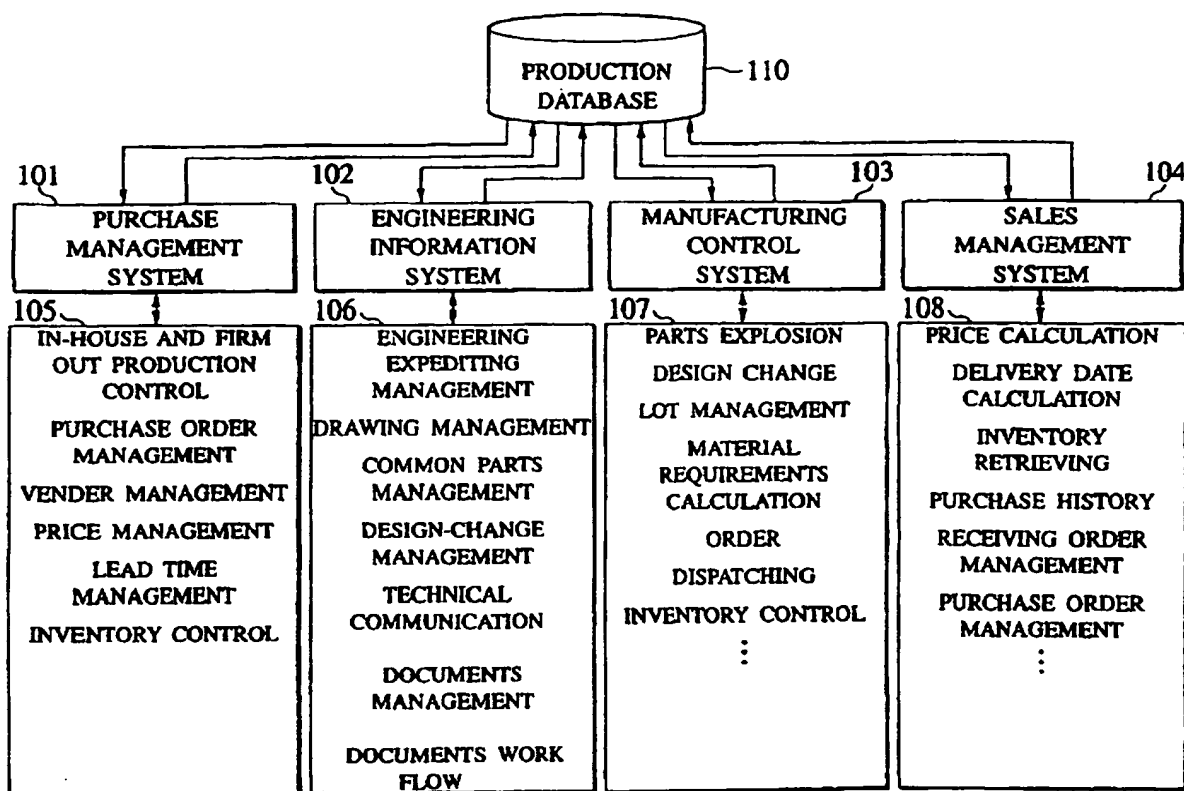 PRODUCTION
DATABASE
110
101
PURCHASE
MANAGEMENT
SYSTEM
102
ENGINEERING
INFORMATION
SYSTEM
103
MANUFACTURING
CONTROL
SYSTEM
104
SALES
MANAGEMENT
SYSTEM
105
IN-HOUSE AND FIRM
OUT PRODUCTION
CONTROL
PURCHASE ORDER
MANAGEMENT
VENDER MANAGEMENT
PRICE MANAGEMENT
LEAD TIME
MANAGEMENT
INVENTORY CONTROL
106
ENGINEERING
EXPEDITING
MANAGEMENT
DRAWING MANAGEMENT
COMMON PARTS
MANAGEMENT
DESIGN-CHANGE
MANAGEMENT
TECHNICAL
COMMUNICATION
DOCUMENTS
MANAGEMENT
DOCUMENTS WORK
FLOW
107
PARTS EXPLOSION
DESIGN CHANGE
LOT MANAGEMENT
MATERIAL
REQUIREMENTS
CALCULATION
ORDER
DISPATCHING
INVENTORY CONTROL
⋮
108
PRICE CALCULATION
DELIVERY DATE
CALCULATION
INVENTORY
RETRIEVING
PURCHASE HISTORY
RECEIVING ORDER
MANAGEMENT
PURCHASE ORDER
MANAGEMENT
⋮